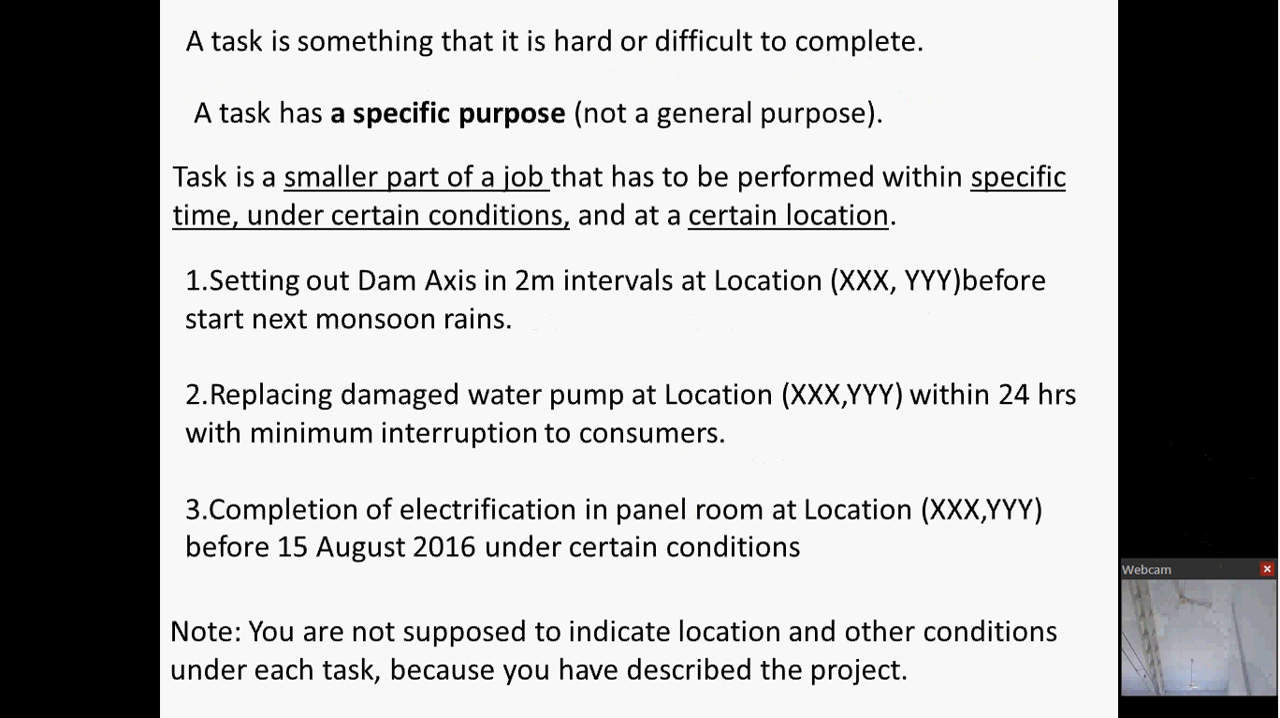 A task is something that it is hard or difficult to complete.
A task has a specific purpose (not a general purpose).
Task is a smaller part of a job that has to be performed within specific
time, under certain conditions, and at a certain location.
1.Setting out Dam Axis in 2m intervals at Location (XXX, YYY)before
start next monsoon rains.
2.Replacing damaged water pump at Location (XXX,YYY) within 24 hrs
with minimum interruption to consumers.
3.Completion of electrification in panel room at Location (XXX,YYY)
before 15 August 2016 under certain conditions
Note: You are not supposed to indicate location and other conditions
under each task, because you have described the project.
Webcam